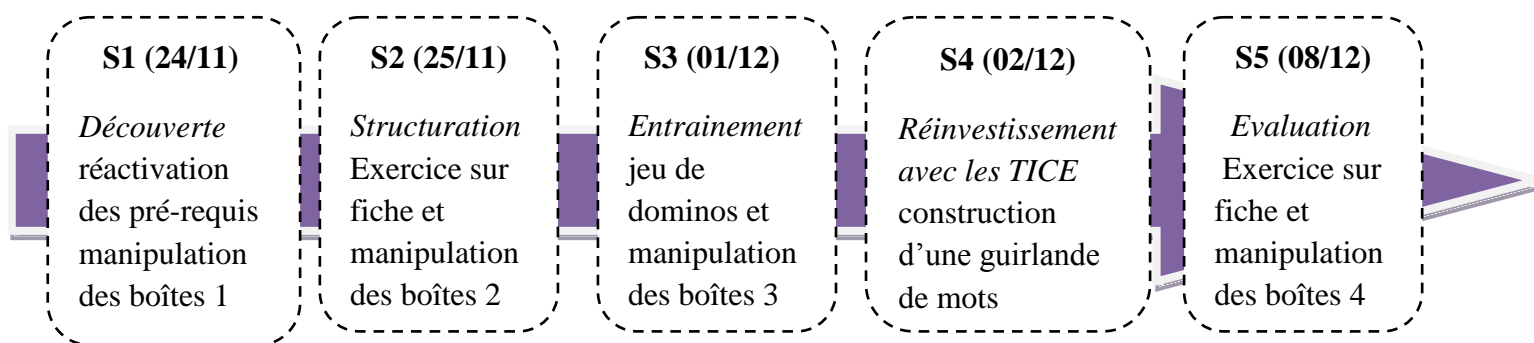 S1 (24/11)
Découverte
réactivation
des pré-requis
manipulation
des boîtes 1
S2 (25/11)
Structuration
Exercice sur
fiche et
manipulation
des boîtes 2
S3 (01/12)
Entrainement
jeu de
dominos et
manipulation
des boîtes 3
S4 (02/12)
Réinvestissement
avec les TICE
construction
d’une guirlande
de mots
S5 (08/12)
Evaluation
Exercice sur
fiche et
manipulation
des boîtes 4